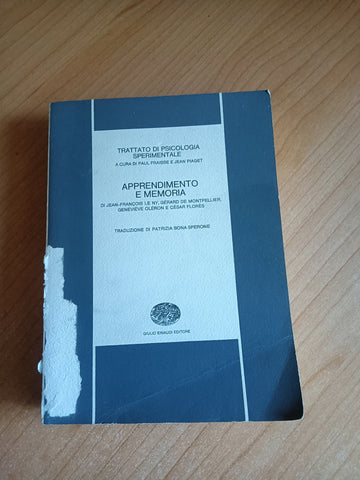 TRATTATO DI PSICOLOGIA
SPERIMENTALE
A CURA DI PAUL FRAISSE E JEAN PIAGET
APPRENDIMENTO
E MEMORIA
DI JEAN-FRANÇOIS LE NY, GÉRARD DE MONTPELLIER,
GENEVIÈVE OLÉRON E CÉSAR FLORÈS
TRADUZIONE DI PATRIZIA BONA SPERONE
GIULIO EINAUDI EDITORE